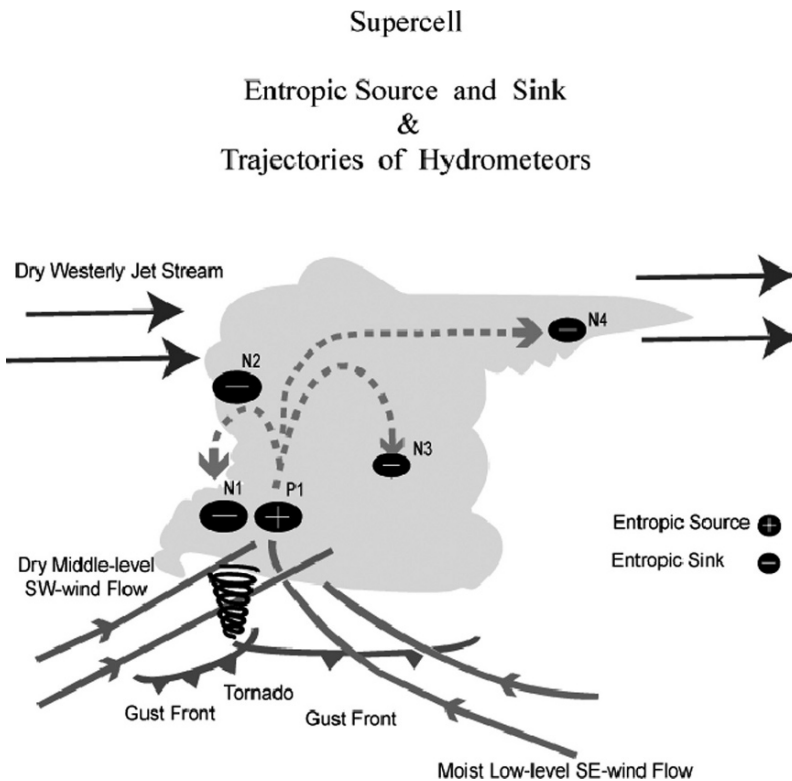 Supercell
Entropic Source and Sink
&
Trajectories of Hydrometeors
Dry Westerly Jet Stream
N4
N2
N3
N1
P1
Entropic Source +
Entropic Sink −
Dry Middle-level
SW-wind Flow
Tornado
Gust Front
Gust Front
Moist Low-level SE-wind Flow